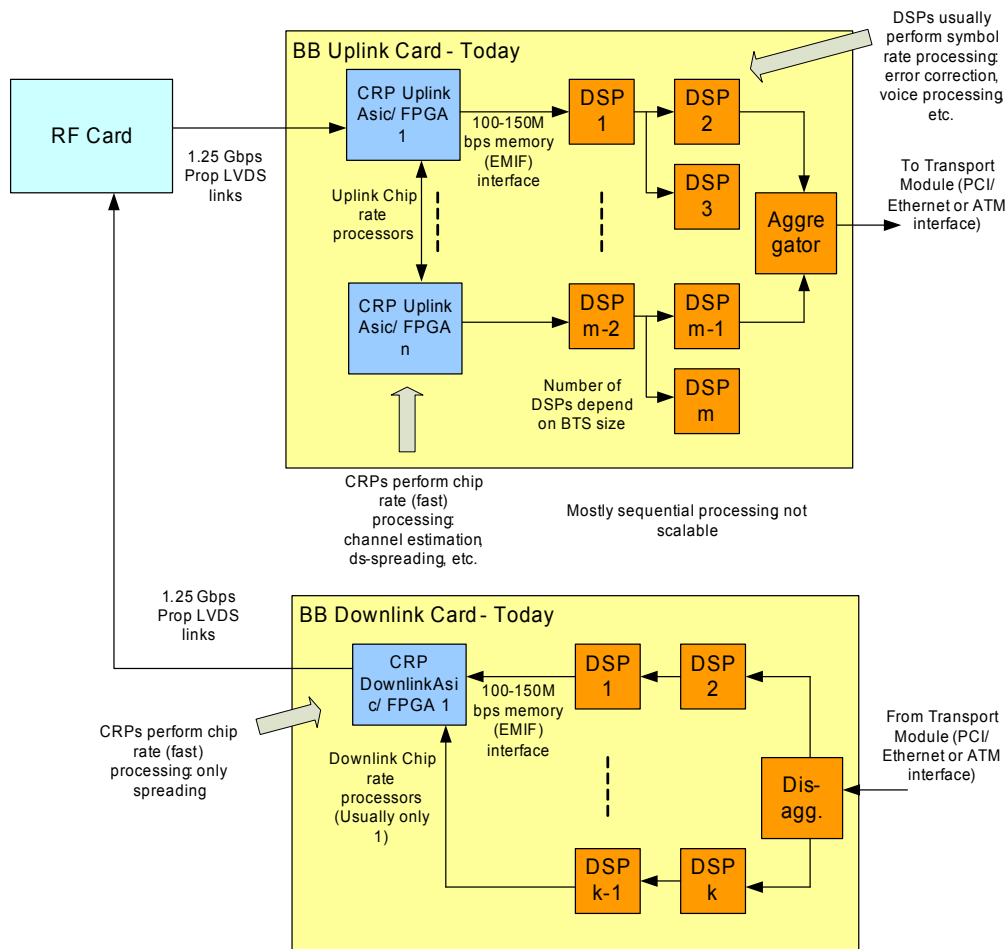 BB Uplink Card - Today
DSPs usually
perform symbol
rate processing:
error correction,
voice processing,
etc.
RF Card
1.25 Gbps
Prop LVDS
links
CRP Uplink
Asic/ FPGA
1
100-150M
bps memory
(EMIF)
interface
DSP
1
DSP
2
DSP
3
Uplink Chip
rate
processors
Aggre
gator
To Transport
Module (PCI/
Ethernet or ATM
interface)
CRP Uplink
Asic/ FPGA
n
DSP
m-2
DSP
m-1
DSP
m
Number of
DSPs depend
on BTS size
CRPs perform chip
rate (fast)
processing:
channel estimation,
ds-spreading, etc.
Mostly sequential processing not
scalable
1.25 Gbps
Prop LVDS
links
BB Downlink Card - Today
CRP
DownlinkAsi
c/ FPGA 1
100-150M
bps memory
(EMIF)
interface
DSP
1
DSP
2
CRPs perform chip
rate (fast)
processing: only
spreading
Downlink Chip
rate
processors
(Usually only
1)
From Transport
Module (PCI/
Ethernet or ATM
interface)
Dis-
agg.
DSP
k-1
DSP
k